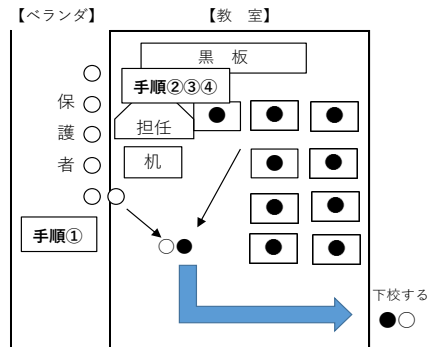 【ベランダ】
【教　室】
黒　板
手順②③④
担任
机
保
護
者
手順①
下校する